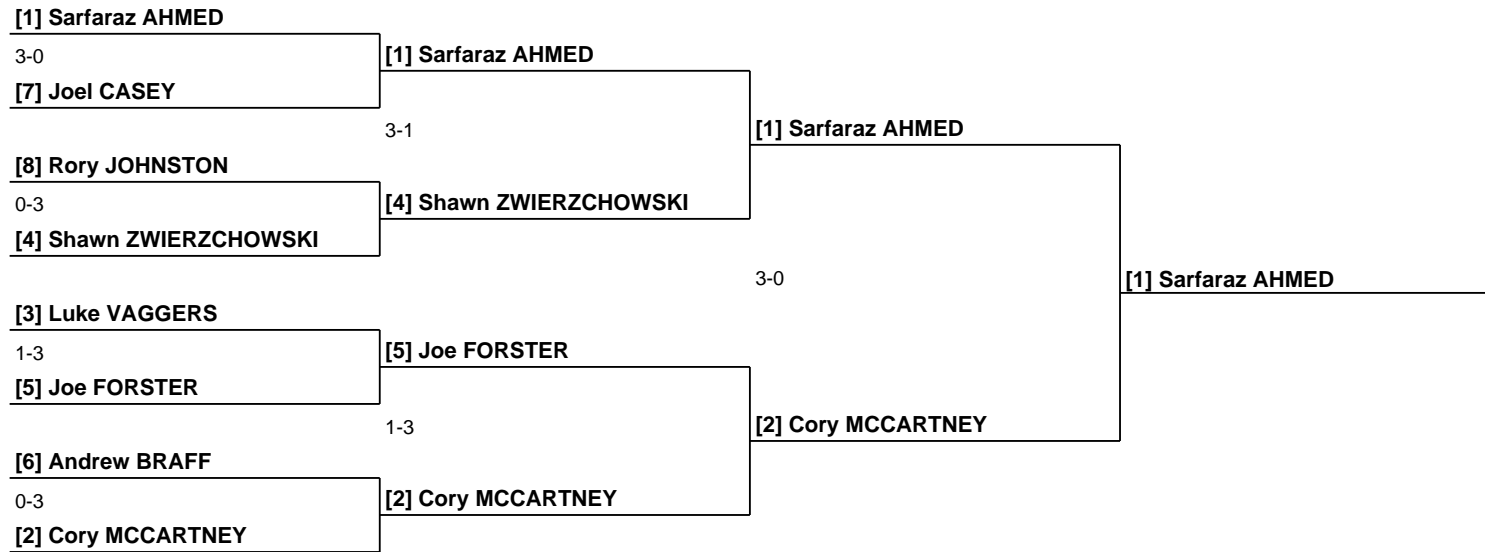 [1] Sarfaraz AHMED
3-0
[1] Sarfaraz AHMED
[7] Joel CASEY
3-1
[1] Sarfaraz AHMED
[8] Rory JOHNSTON
0-3
[4] Shawn ZWIERZCHOWSKI
[4] Shawn ZWIERZCHOWSKI
3-0
[1] Sarfaraz AHMED
[3] Luke VAGGERS
1-3
[5] Joe FORSTER
[5] Joe FORSTER
1-3
[2] Cory MCCARTNEY
[6] Andrew BRAFF
0-3
[2] Cory MCCARTNEY
[2] Cory MCCARTNEY